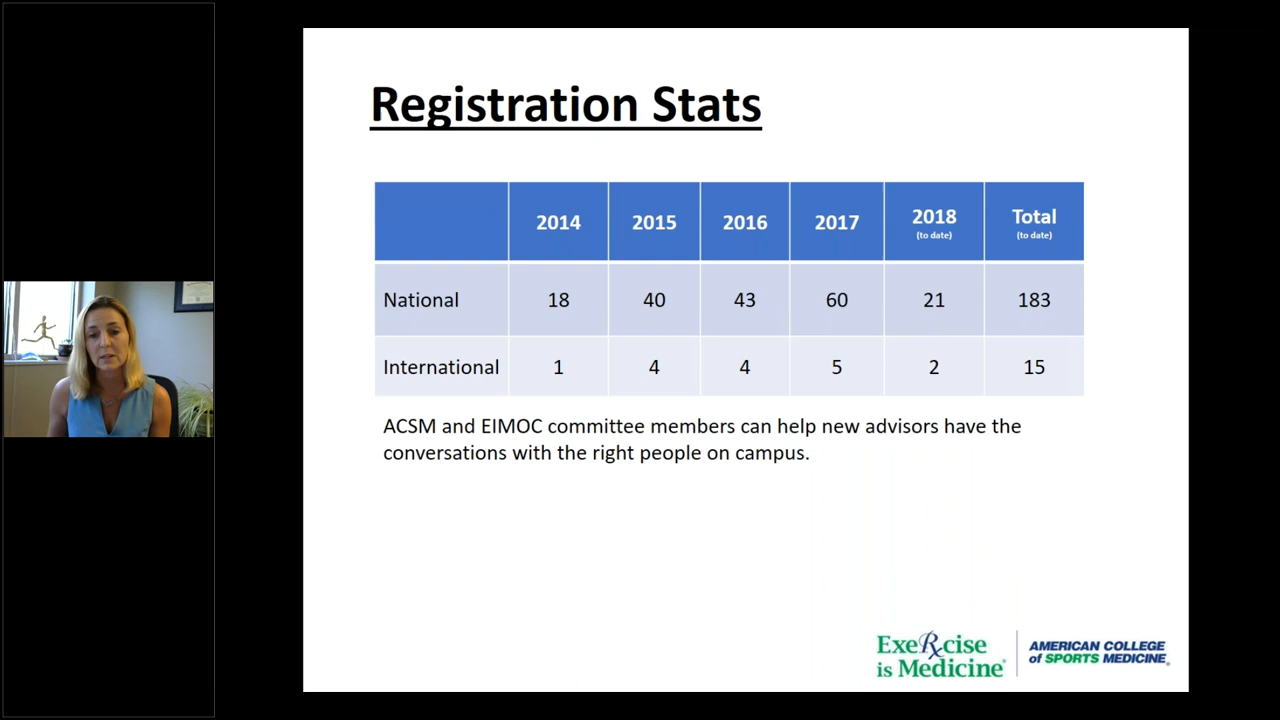 Registration Stats
2014 2015 2016 2017 2018 (to date) Total (to date)
National 18 40 43 60 21 183
International 1 4 4 5 2 15
ACSM and EIMOC committee members can help new advisors have the
conversations with the right people on campus.
ExeRxcise
is Medicine®
AMERICAN COLLEGE
of SPORTS MEDICINE®